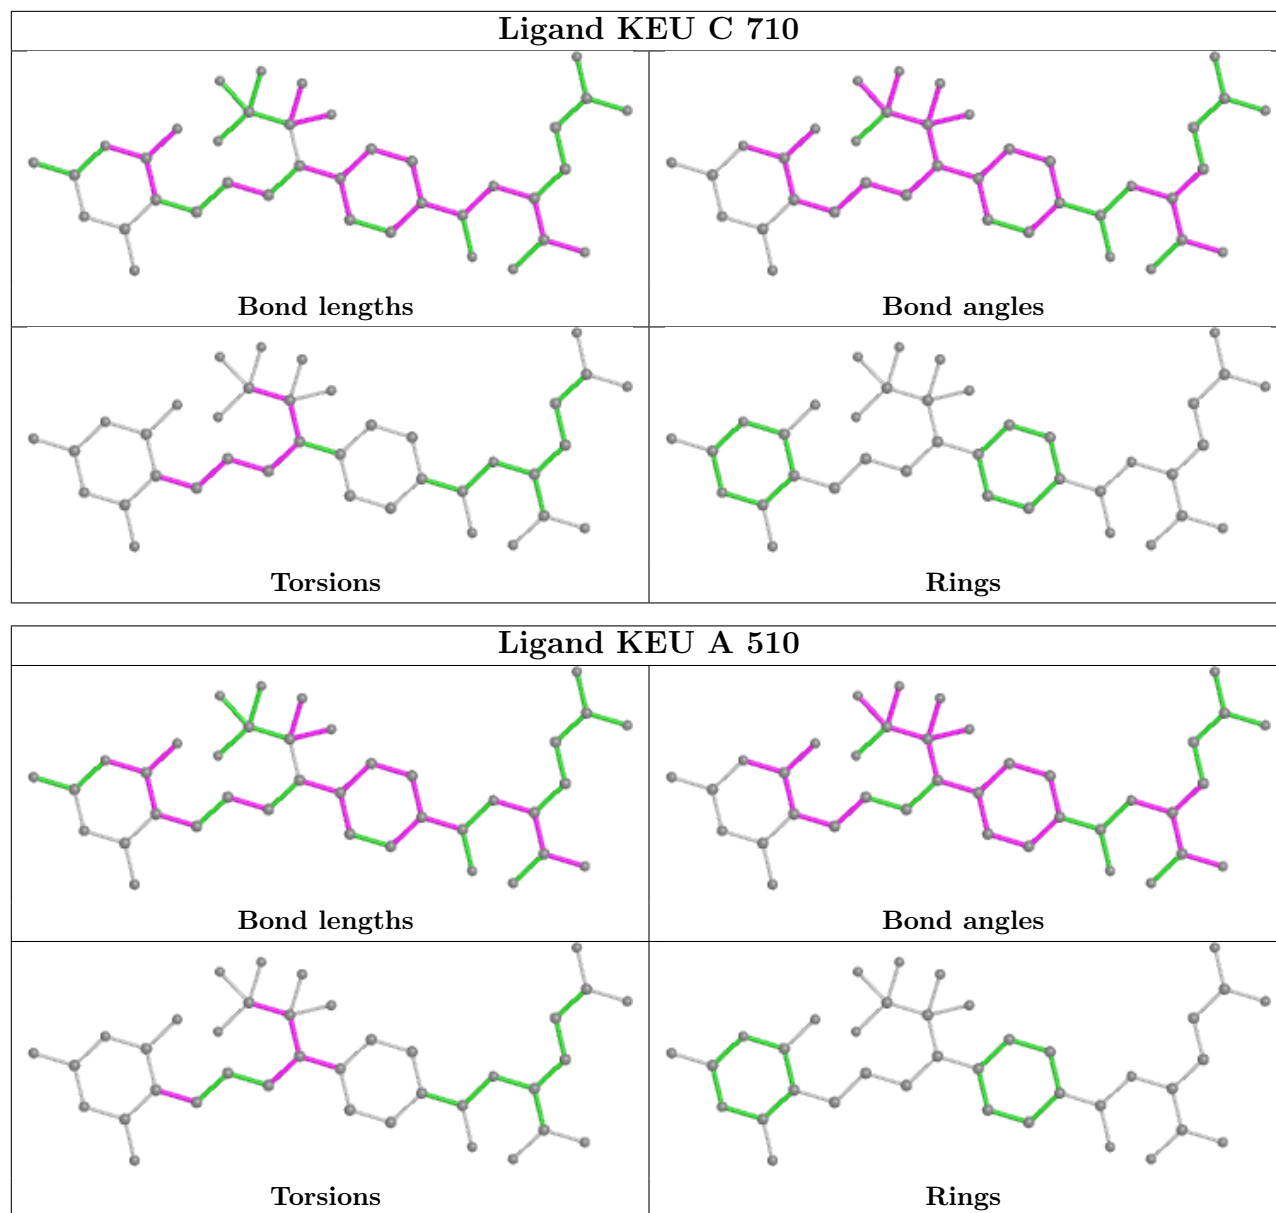 Ligand KEU C 710
Bond lengths
Bond angles
Torsions
Rings
Ligand KEU A 510
Bond lengths
Bond angles
Torsions
Rings